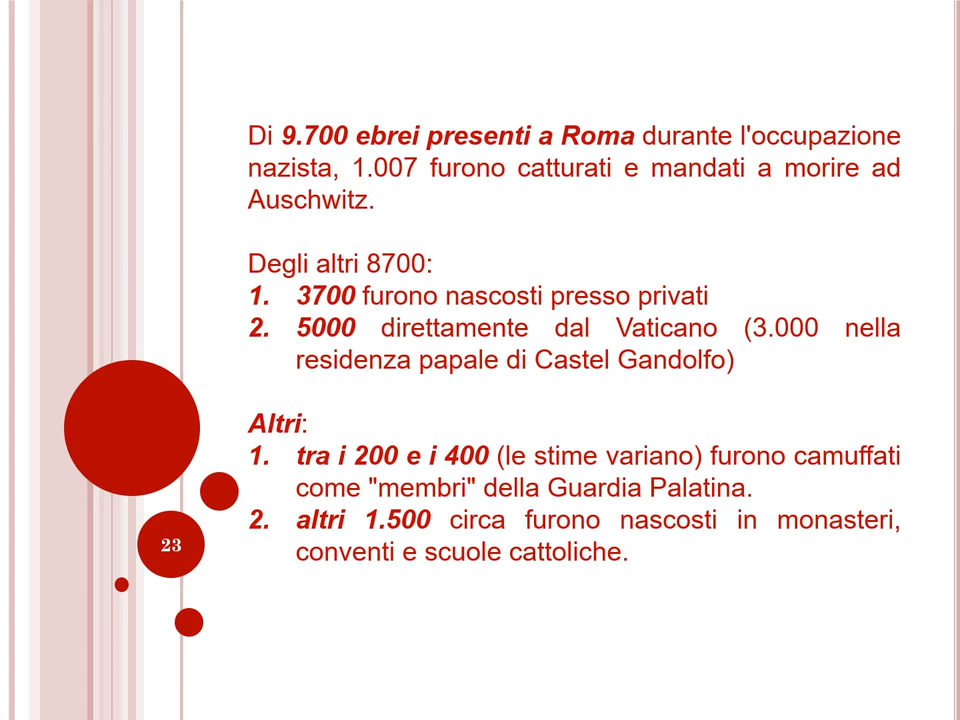 Di 9.700 ebrei presenti a Roma durante l'occupazione
nazista, 1.007 furono catturati e mandati a morire ad
Auschwitz.
Degli altri 8700:
1. 3700 furono nascosti presso privati
2. 5000 direttamente dal Vaticano (3.000 nella
residenza papale di Castel Gandolfo)
Altri:
1. tra i 200 e i 400 (le stime variano) furono camuffati
come "membri" della Guardia Palatina.
2. altri 1.500 circa furono nascosti in monasteri,
conventi e scuole cattoliche.
23